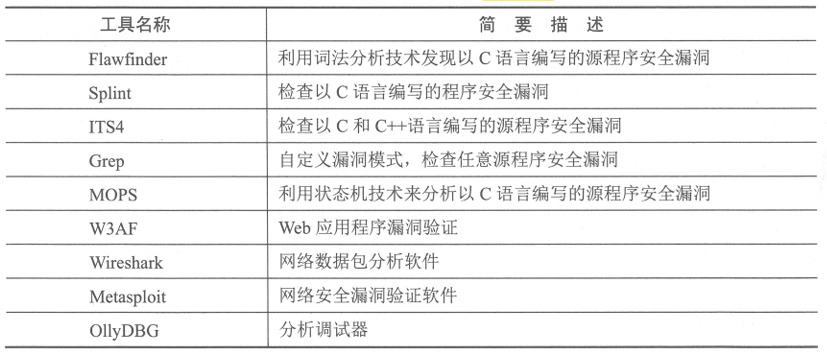 工具名称 简 要 描 述
Flawfinder 利用词法分析技术发现以 C 语言编写的源程序安全漏洞
Splint 检查以 C 语言编写的程序安全漏洞
ITS4 检查以 C 和 C++语言编写的源程序安全漏洞
Grep 自定义漏洞模式，检查任意源程序安全漏洞
MOPS 利用状态机技术来分析以 C 语言编写的源程序安全漏洞
W3AF Web 应用程序漏洞验证
Wireshark 网络数据包分析软件
Metasploit 网络安全漏洞验证软件
OllyDBG 分析调试器